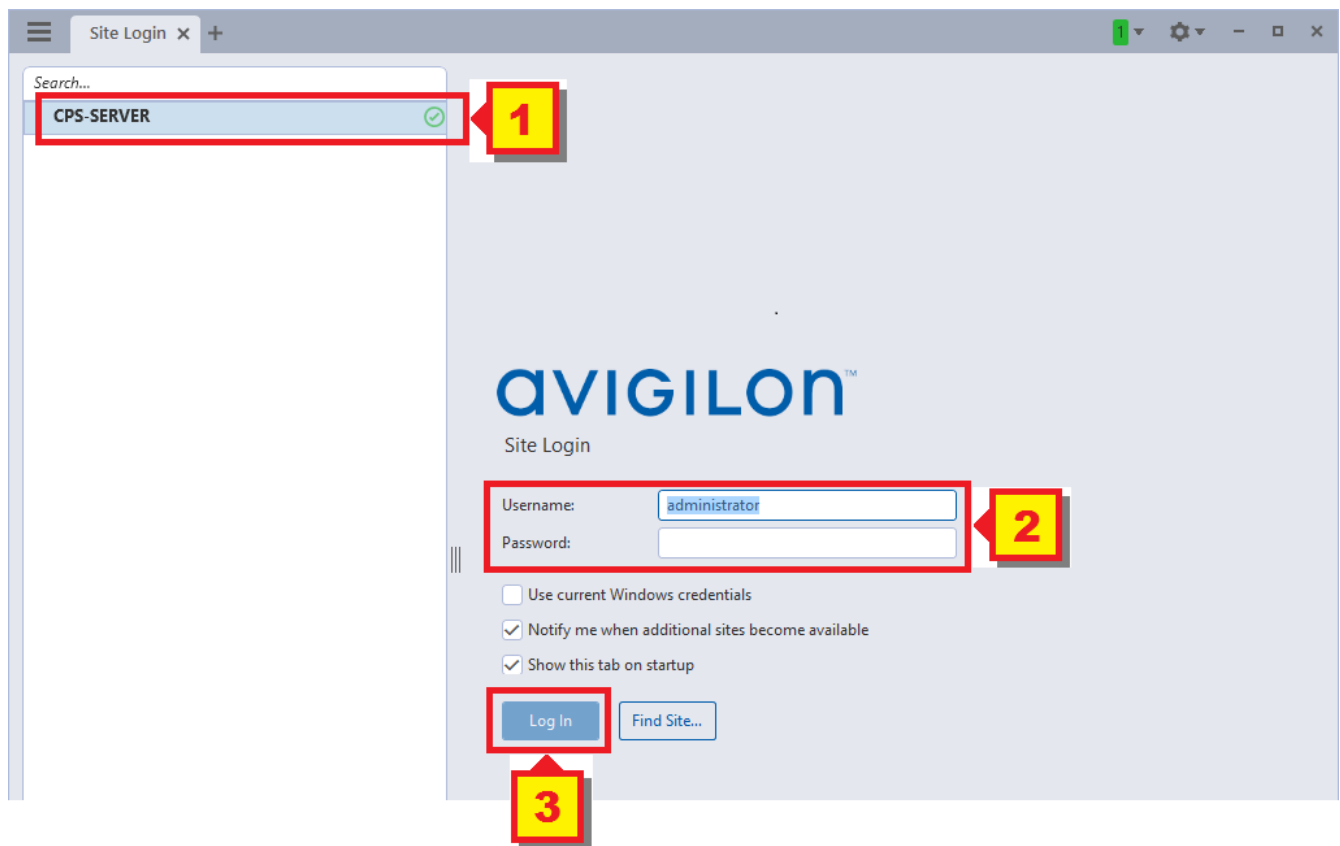 Site Login
1
Search...
CPS-SERVER
1
avigilon™
Site Login
Username: administrator
Password:
2
Use current Windows credentials
Notify me when additional sites become available
Show this tab on startup
Log In Find Site...
3